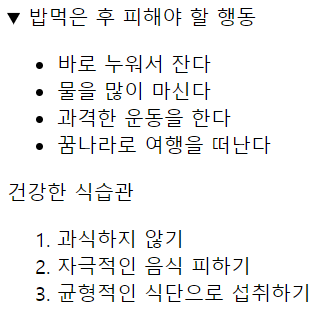 ▼ 밥먹은 후 피해야 할 행동
• 바로 누워서 잔다
• 물을 많이 마신다
• 과격한 운동을 한다
• 꿈나라로 여행을 떠난다
건강한 식습관
1. 과식하지 않기
2. 자극적인 음식 피하기
3. 균형적인 식단으로 섭취하기